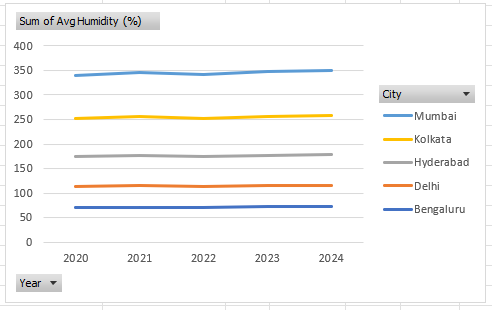 Sum of Avg Humidity (%)
400
350
300
250
200
150
100
50
0
2020 2021 2022 2023 2024
City
Mumbai
Kolkata
Hyderabad
Delhi
Bengaluru
Year